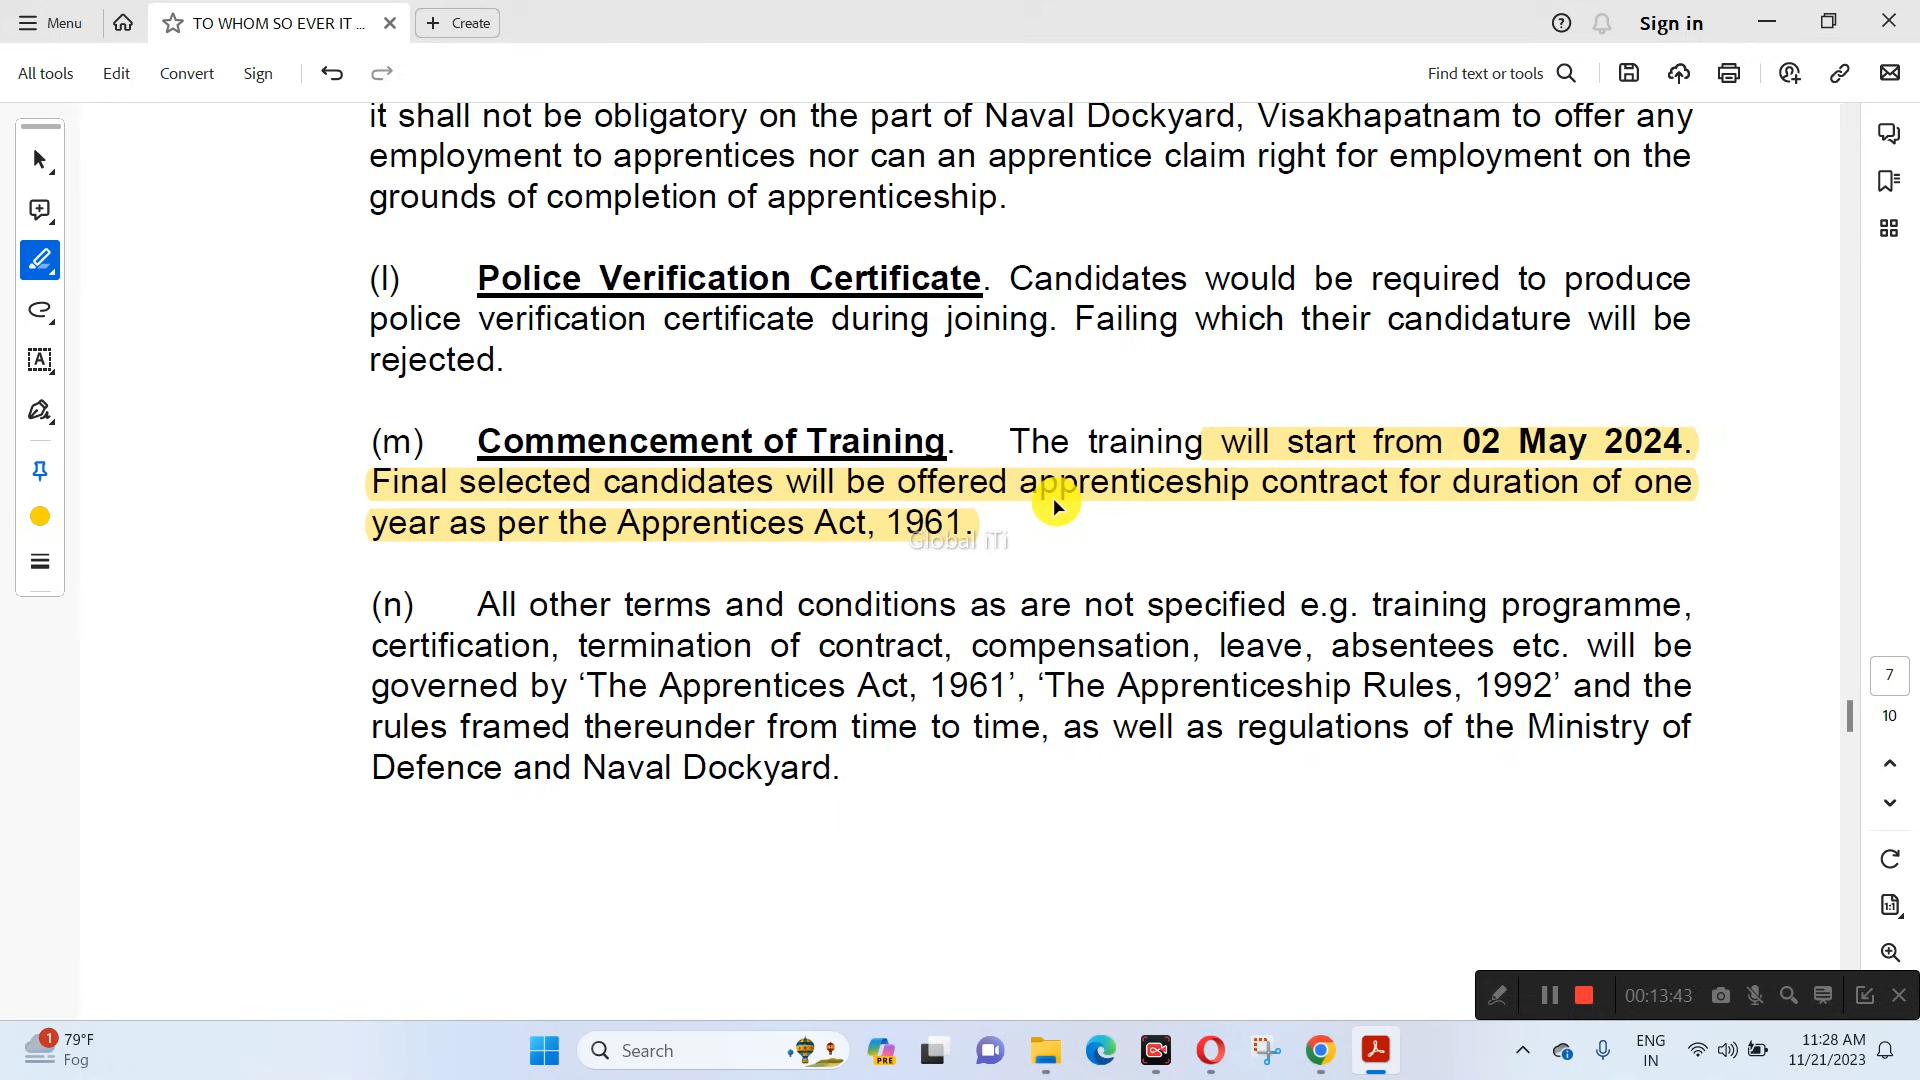 Menu
TO WHOM SO EVER IT ...
Create
Sign in
All tools
Edit
Convert
Sign
Find text or tools
it shall not be obligatory on the part of Naval Dockyard, Visakhapatnam to offer any
employment to apprentices nor can an apprentice claim right for employment on the
grounds of completion of apprenticeship.
(l) Police Verification Certificate. Candidates would be required to produce
police verification certificate during joining. Failing which their candidature will be
rejected.
(m) Commencement of Training. The training will start from 02 May 2024.
Final selected candidates will be offered apprenticeship contract for duration of one
year as per the Apprentices Act, 1961.
Global iTi
(n) All other terms and conditions as are not specified e.g. training programme,
certification, termination of contract, compensation, leave, absentees etc. will be
governed by ‘The Apprentices Act, 1961’, ‘The Apprenticeship Rules, 1992’ and the
rules framed thereunder from time to time, as well as regulations of the Ministry of
Defence and Naval Dockyard.
7
10
00:13:43
1
79°F
Fog
Search
PRE
ENG
IN
11:28 AM
11/21/2023